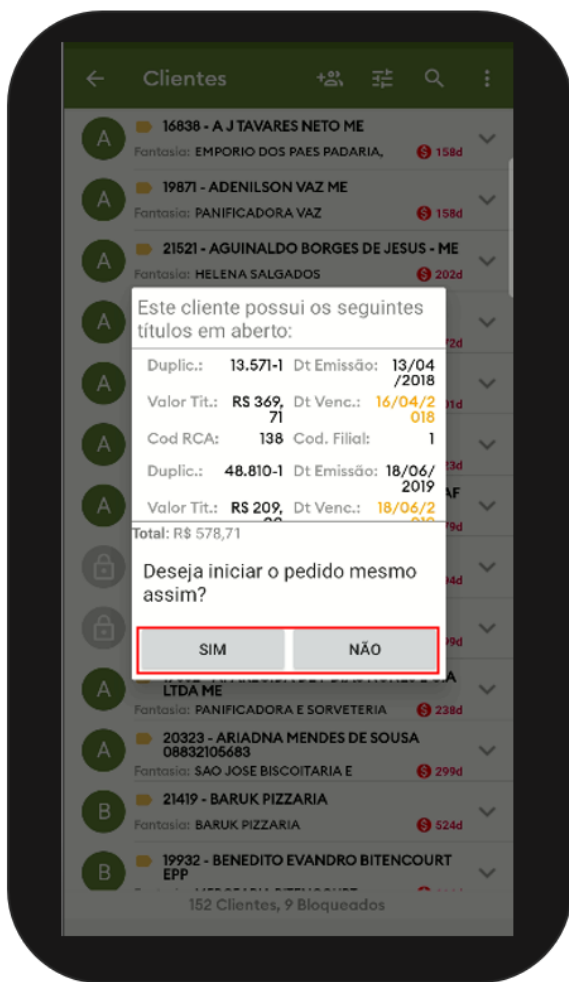 Clientes
16838 - A J TAVARES NETO ME
Fantasia: EMPORIO DOS PAES PADARIA, 158d
19871 - ADENILSON VAZ ME
Fantasia: PANIFICADORA VAZ 158d
21521 - AGUINALDO BORGES DE JESUS - ME
Fantasia: HELENA SALGADOS 202d
Este cliente possui os seguintes
títulos em aberto:
Duplic.: 13.571-1 Dt Emissão: 13/04
/2018
Valor Tit.: R$ 369, Dt Venc.: 16/04/2
71 018
Cod RCA: 138 Cod. Filial: 1
Duplic.: 48.810-1 Dt Emissão: 18/06/
2019
Valor Tit.: R$ 209, Dt Venc.: 18/06/2
Total: R$ 578,71
Deseja iniciar o pedido mesmo
assim?
SIM NÃO
LTDA ME
Fantasia: PANIFICADORA E SORVETERIA 238d
20323 - ARIADNA MENDES DE SOUSA
08832105683
Fantasia: SAO JOSE BISCOITARIA E 299d
21419 - BARUK PIZZARIA
Fantasia: BARUK PIZZARIA 524d
19932 - BENEDITO EVANDRO BITENCOURT
EPP
152 Clientes, 9 Bloqueados